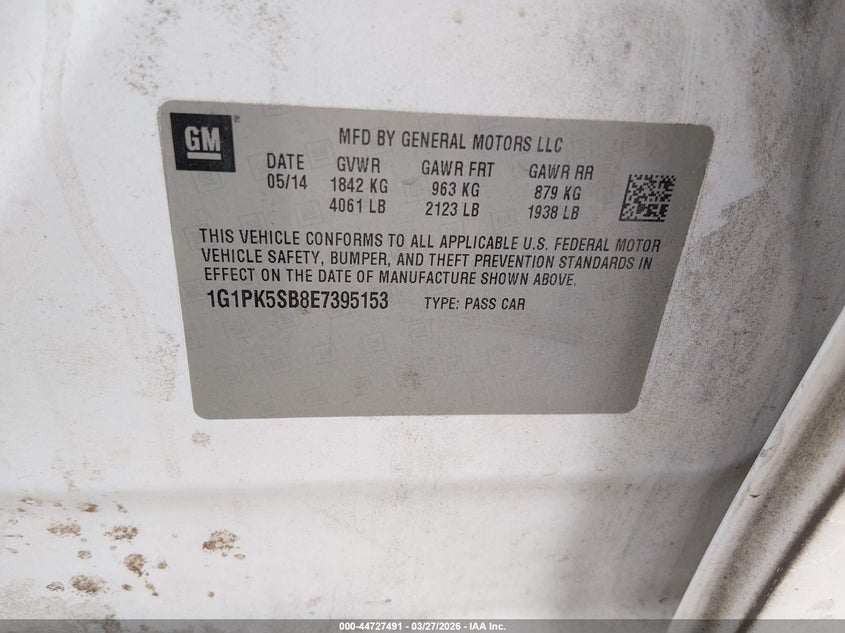 GM
MFD BY GENERAL MOTORS LLC
DATE GVWR GAWR FRT GAWR RR
05/14 1842 KG 963 KG 879 KG
4061 LB 2123 LB 1938 LB
THIS VEHICLE CONFORMS TO ALL APPLICABLE U.S. FEDERAL MOTOR
VEHICLE SAFETY, BUMPER, AND THEFT PREVENTION STANDARDS IN
EFFECT ON THE DATE OF MANUFACTURE SHOWN ABOVE.
1G1PK5SB8E7395153 TYPE: PASS CAR
000-44727491 - 03/27/2026 - IAA Inc.